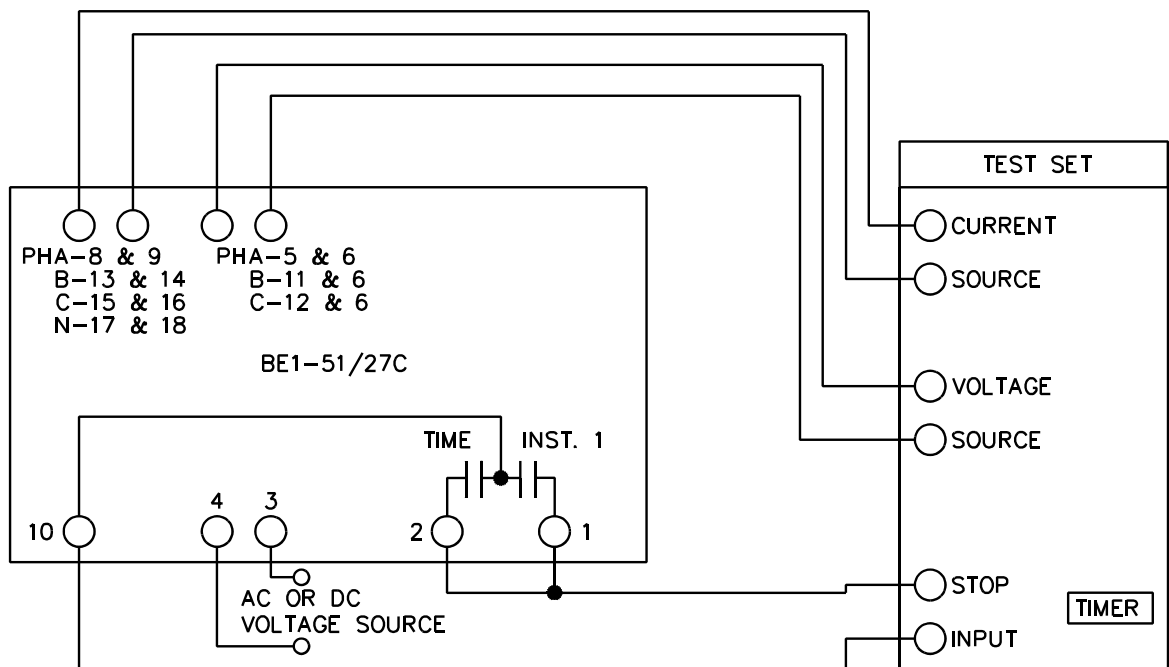 TEST SET
CURRENT
SOURCE
PHA-8 & 9
B-13 & 14
C-15 & 16
N-17 & 18
PHA-5 & 6
B-11 & 6
C-12 & 6
BE1-51/27C
VOLTAGE
SOURCE
TIME
INST. 1
10
4
3
2
1
AC OR DC
VOLTAGE SOURCE
STOP
TIMER
INPUT